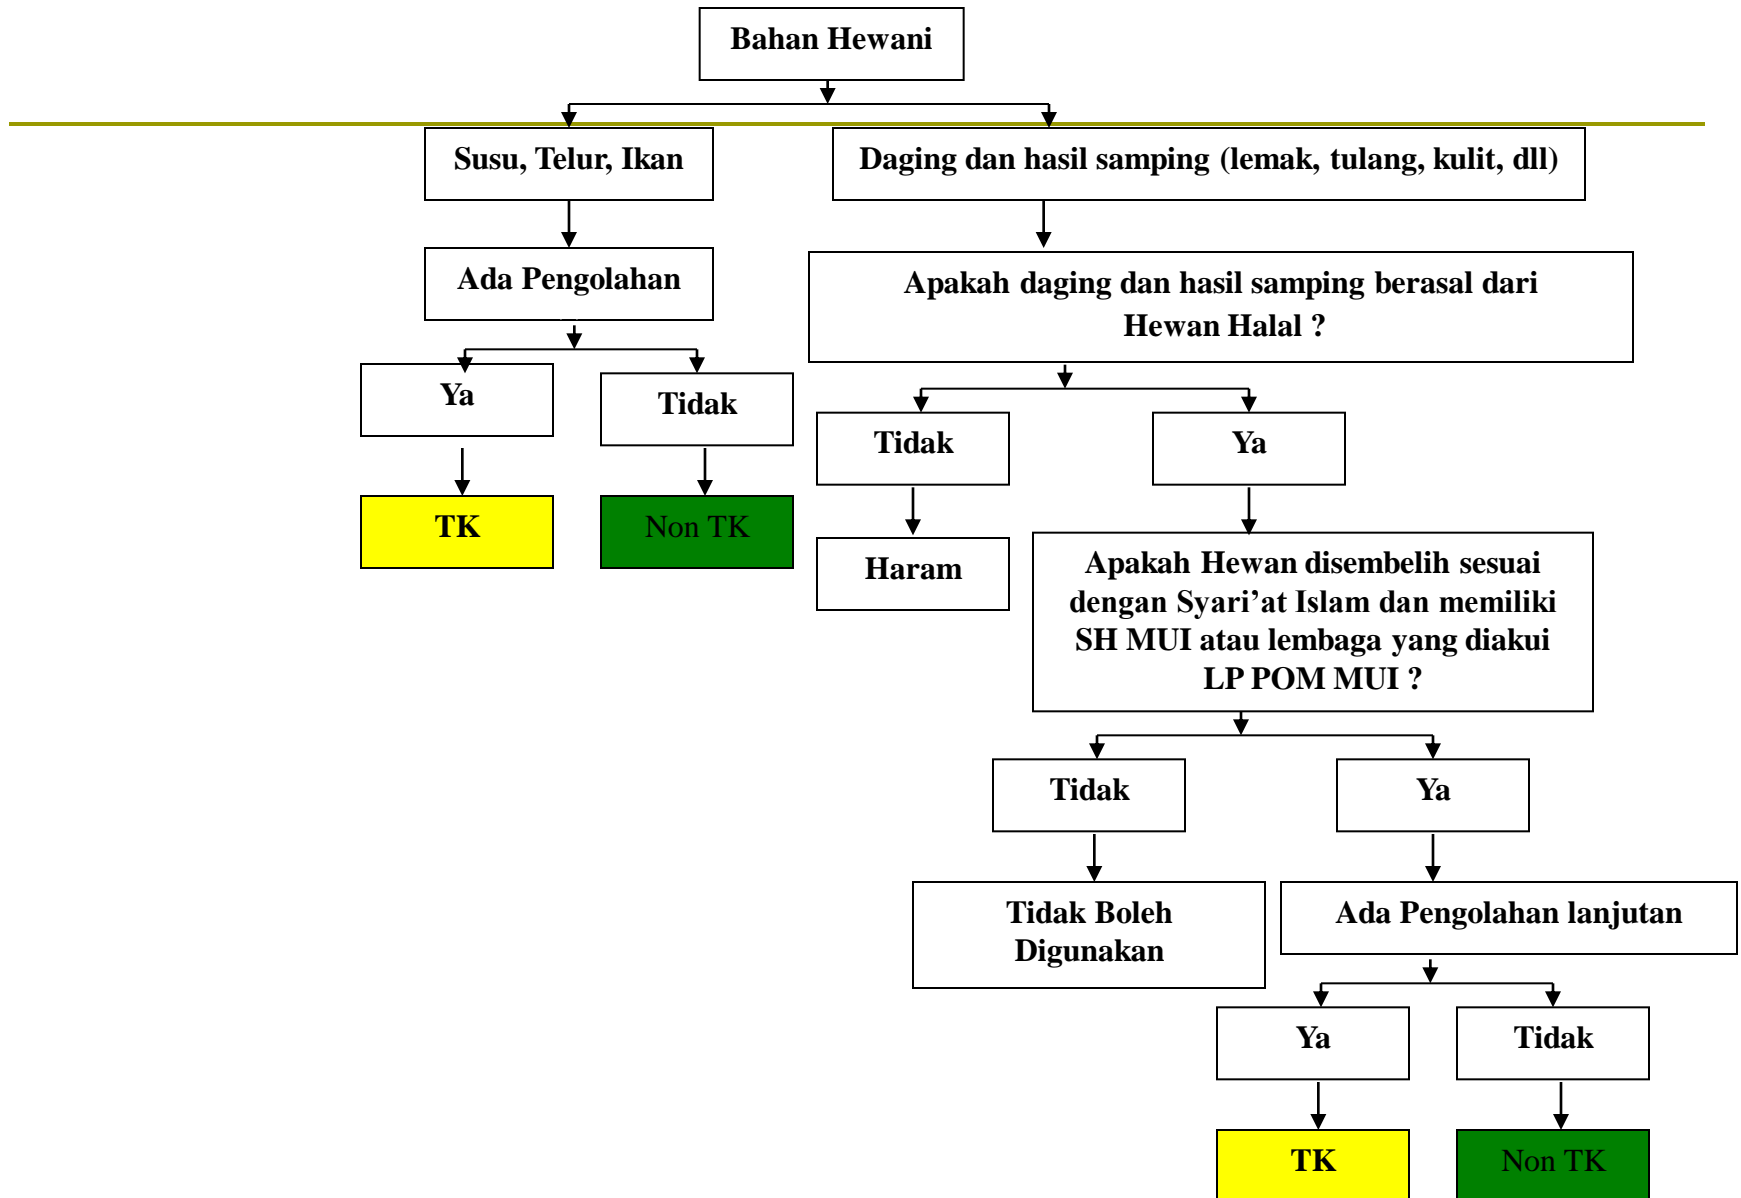 Bahan Hewani
Susu, Telur, Ikan
Daging dan hasil samping (lemak, tulang, kulit, dll)
Ada Pengolahan
Apakah daging dan hasil samping berasal dari
Hewan Halal ?
Ya
Tidak
Tidak
Ya
TK
Non TK
Haram
Apakah Hewan disembelih sesuai
dengan Syari’at Islam dan memiliki
SH MUI atau lembaga yang diakui
LP POM MUI ?
Tidak
Ya
Tidak Boleh
Digunakan
Ada Pengolahan lanjutan
Ya
Tidak
TK
Non TK